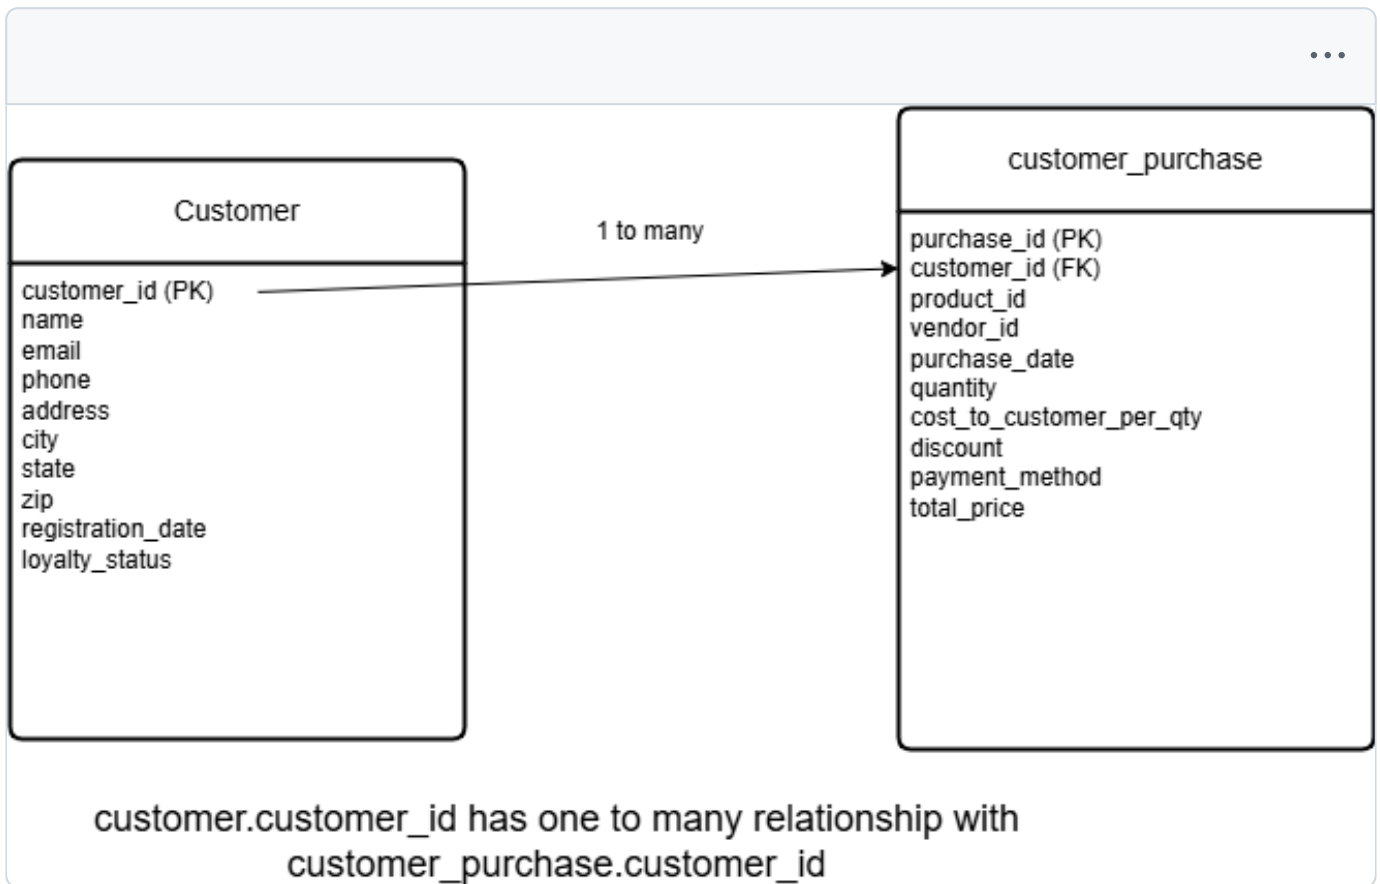 Customer
customer_id (PK)
name
email
phone
address
city
state
zip
registration_date
loyalty_status
1 to many
customer_purchase
purchase_id (PK)
customer_id (FK)
product_id
vendor_id
purchase_date
quantity
cost_to_customer_per_qty
discount
payment_method
total_price
customer.customer_id has one to many relationship with
customer_purchase.customer_id